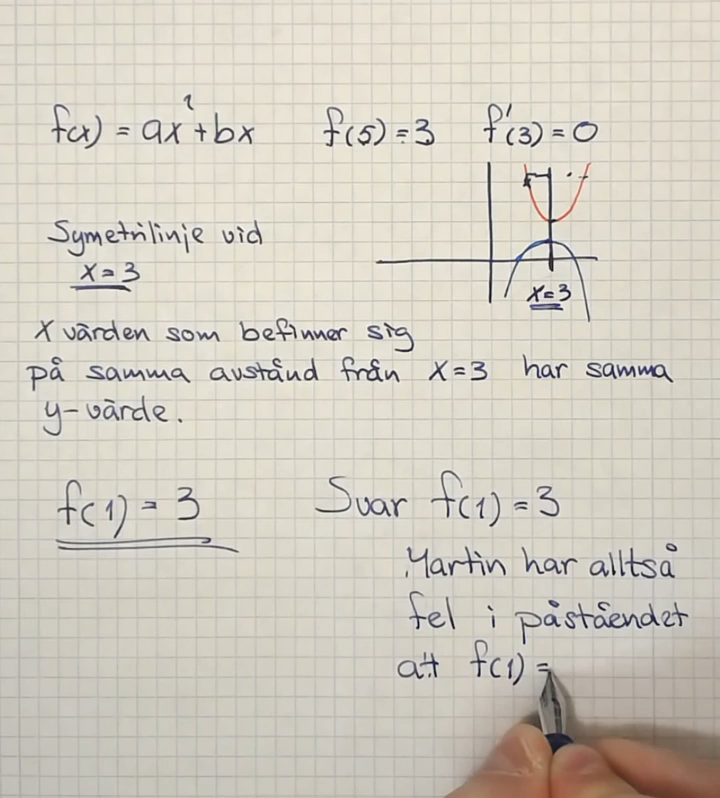 f(x) = ax² + bx   f(5) = 3   f'(3) = 0
Symetrilinje vid
x = 3
x = 3
X värden som befinner sig
på samma avstånd från x = 3 har samma
y-värde.
f(1) = 3
Svar f(1) = 3
Martin har alltså
fel i påståendet
att f(1) =